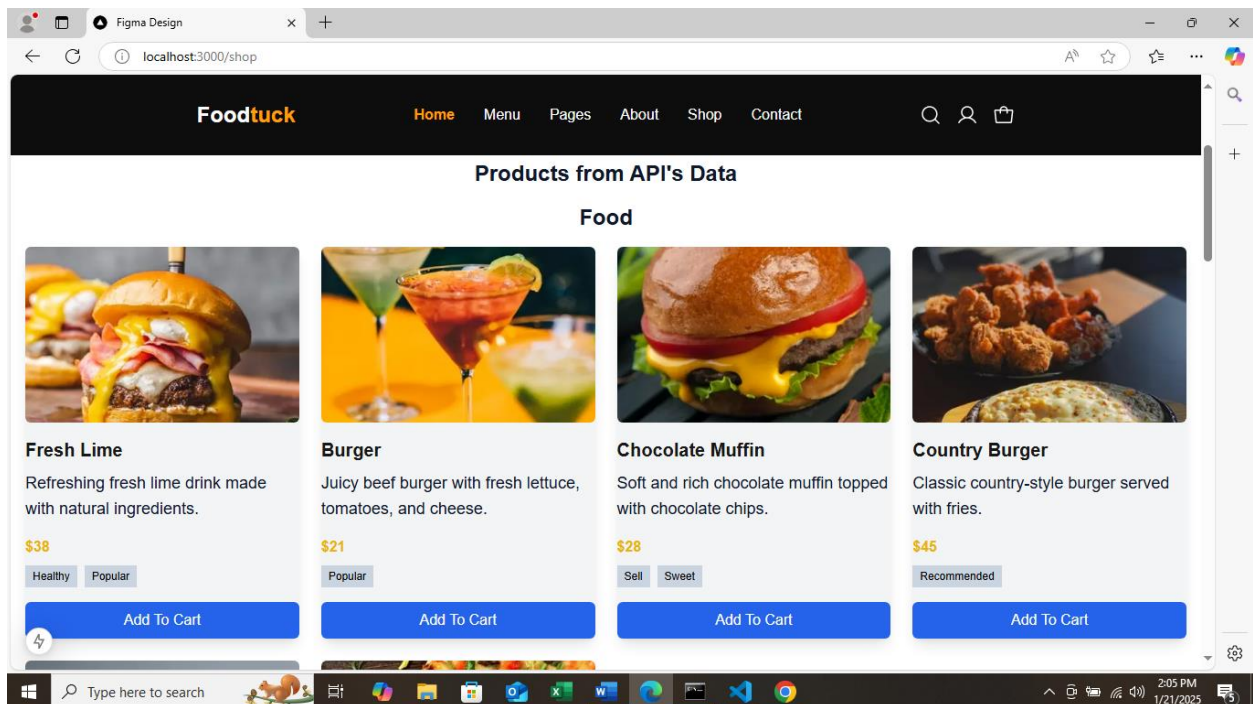 Figma Design
localhost:3000/shop
Foodtuck
Home Menu Pages About Shop Contact
Products from API's Data
Food
Fresh Lime
Refreshing fresh lime drink made
with natural ingredients.
$38
Healthy Popular
Add To Cart
Burger
Juicy beef burger with fresh lettuce,
tomatoes, and cheese.
$21
Popular
Add To Cart
Chocolate Muffin
Soft and rich chocolate muffin topped
with chocolate chips.
$28
Sell Sweet
Add To Cart
Country Burger
Classic country-style burger served
with fries.
$45
Recommended
Add To Cart
Type here to search
2:05 PM
1/21/2025